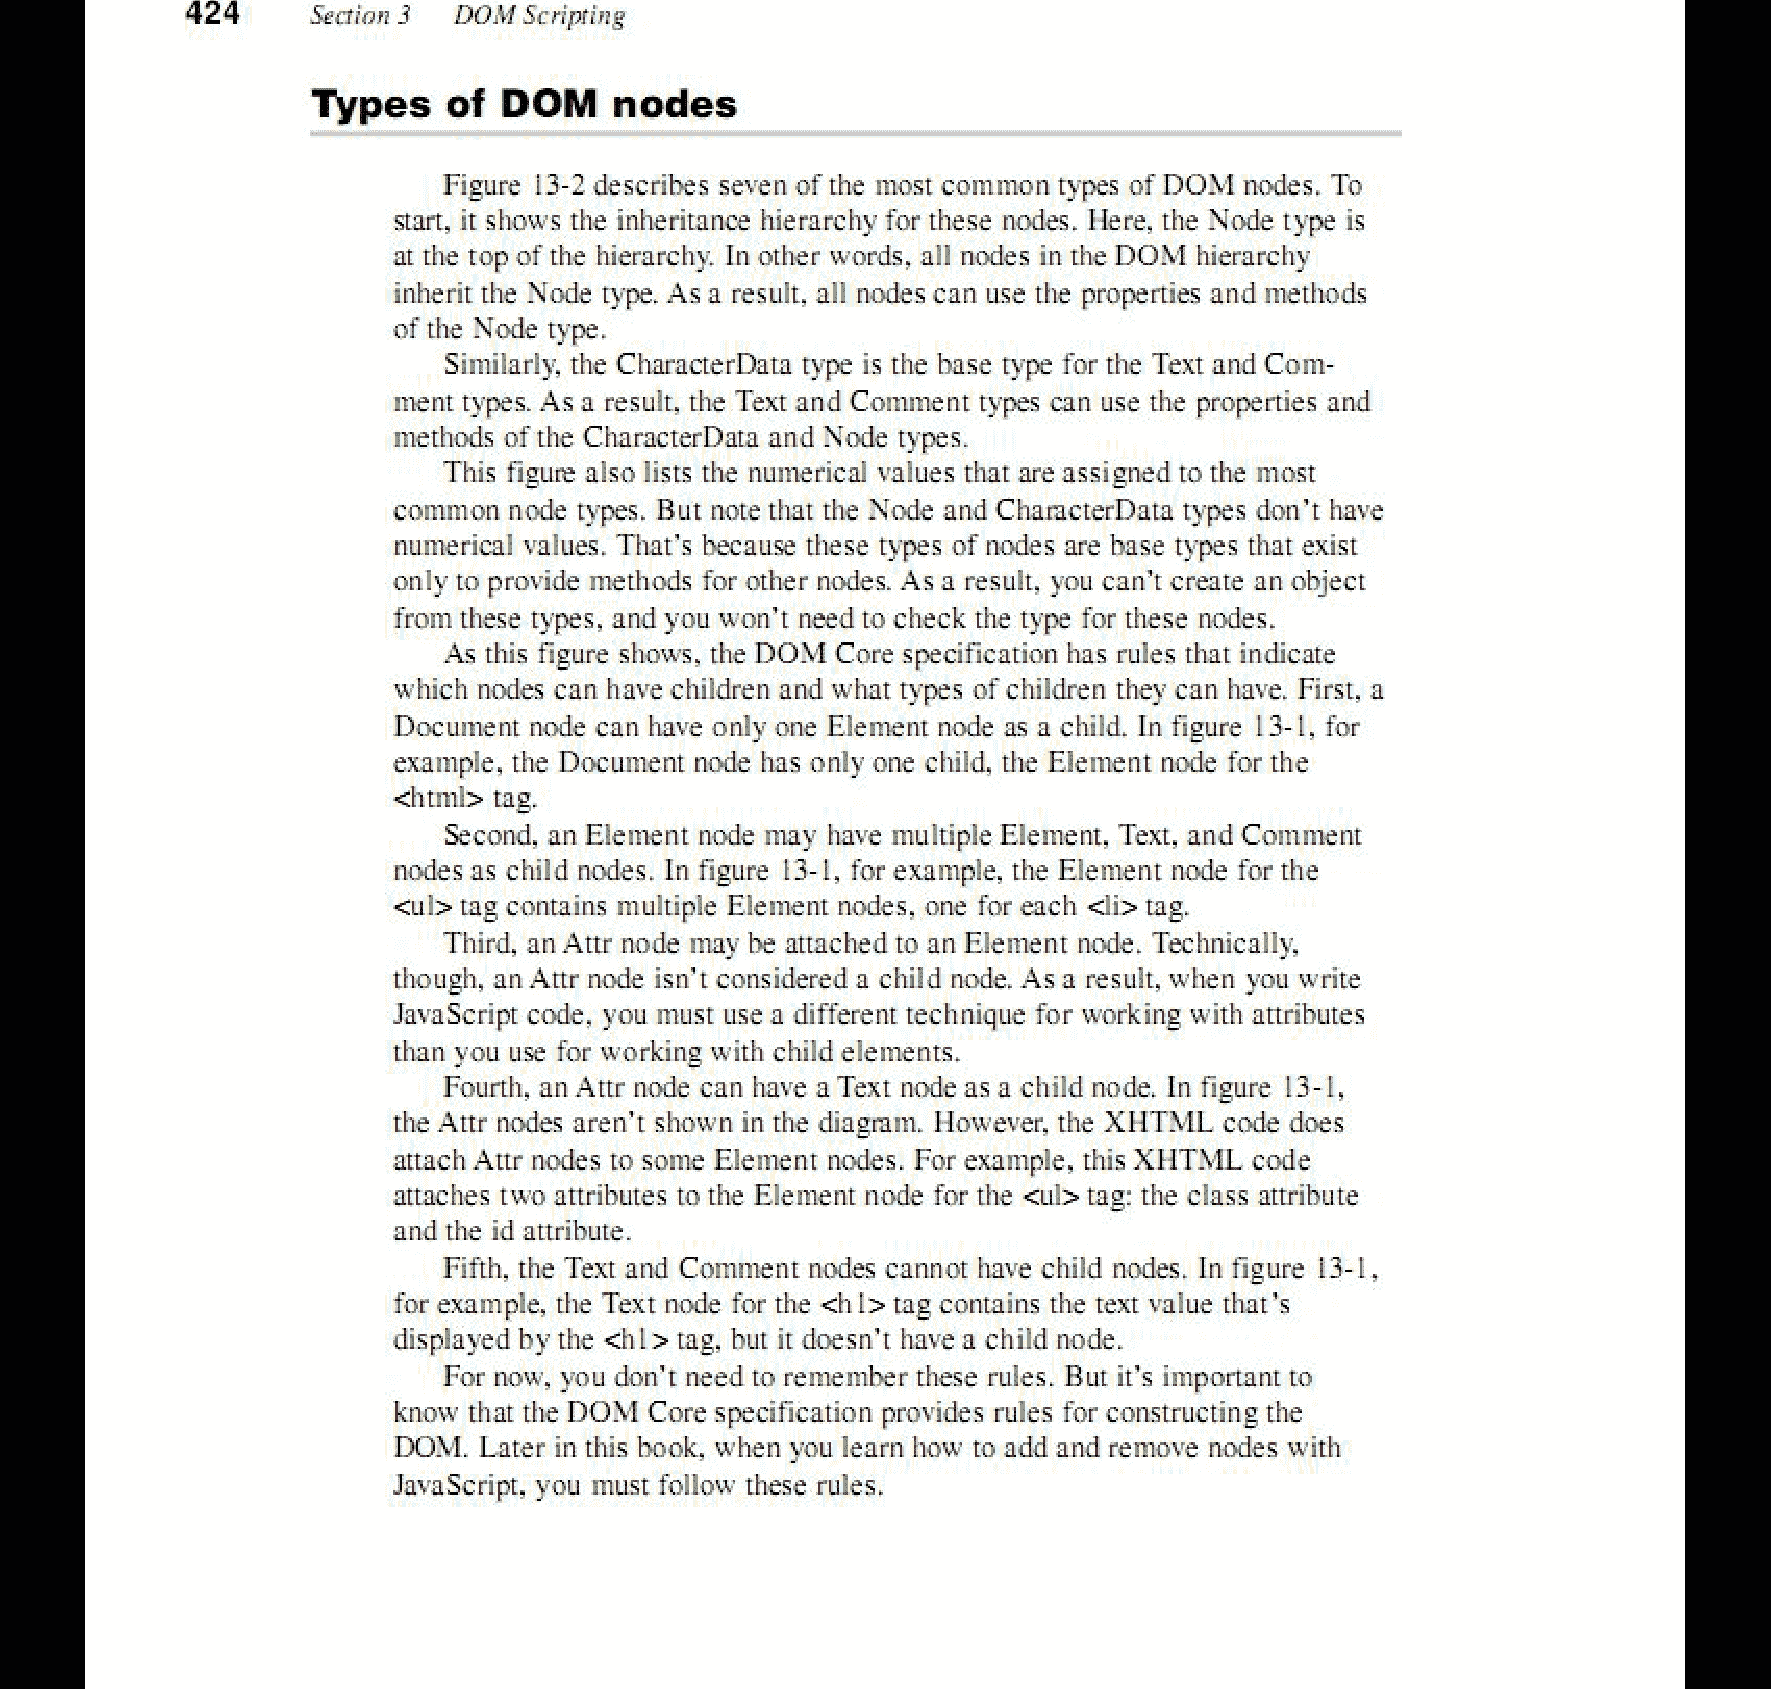 424 Section 3 DOM Scripting
Types of DOM nodes
Figure 13-2 describes seven of the most common types of DOM nodes. To
start, it shows the inheritance hierarchy for these nodes. Here, the Node type is
at the top of the hierarchy. In other words, all nodes in the DOM hierarchy
inherit the Node type. As a result, all nodes can use the properties and methods
of the Node type.
Similarly, the CharacterData type is the base type for the Text and Com-
ment types. As a result, the Text and Comment types can use the properties and
methods of the CharacterData and Node types.
This figure also lists the numerical values that are assigned to the most
common node types. But note that the Node and CharacterData types don't have
numerical values. That's because these types of nodes are base types that exist
only to provide methods for other nodes. As a result, you can't create an object
from these types, and you won't need to check the type for these nodes.
As this figure shows, the DOM Core specification has rules that indicate
which nodes can have children and what types of children they can have. First, a
Document node can have only one Element node as a child. In figure 13-1, for
example, the Document node has only one child, the Element node for the
<html> tag.
Second, an Element node may have multiple Element, Text, and Comment
nodes as child nodes. In figure 13-1, for example, the Element node for the
<ul> tag contains multiple Element nodes, one for each <li> tag.
Third, an Attr node may be attached to an Element node. Technically,
though, an Attr node isn't considered a child node. As a result, when you write
JavaScript code, you must use a different technique for working with attributes
than you use for working with child elements.
Fourth, an Attr node can have a Text node as a child node. In figure 13-1,
the Attr nodes aren't shown in the diagram. However, the XHTML code does
attach Attr nodes to some Element nodes. For example, this XHTML code
attaches two attributes to the Element node for the <ul> tag: the class attribute
and the id attribute.
Fifth, the Text and Comment nodes cannot have child nodes. In figure 13-1,
for example, the Text node for the <h1> tag contains the text value that's
displayed by the <h1> tag, but it doesn't have a child node.
For now, you don't need to remember these rules. But it's important to
know that the DOM Core specification provides rules for constructing the
DOM. Later in this book, when you learn how to add and remove nodes with
JavaScript, you must follow these rules.